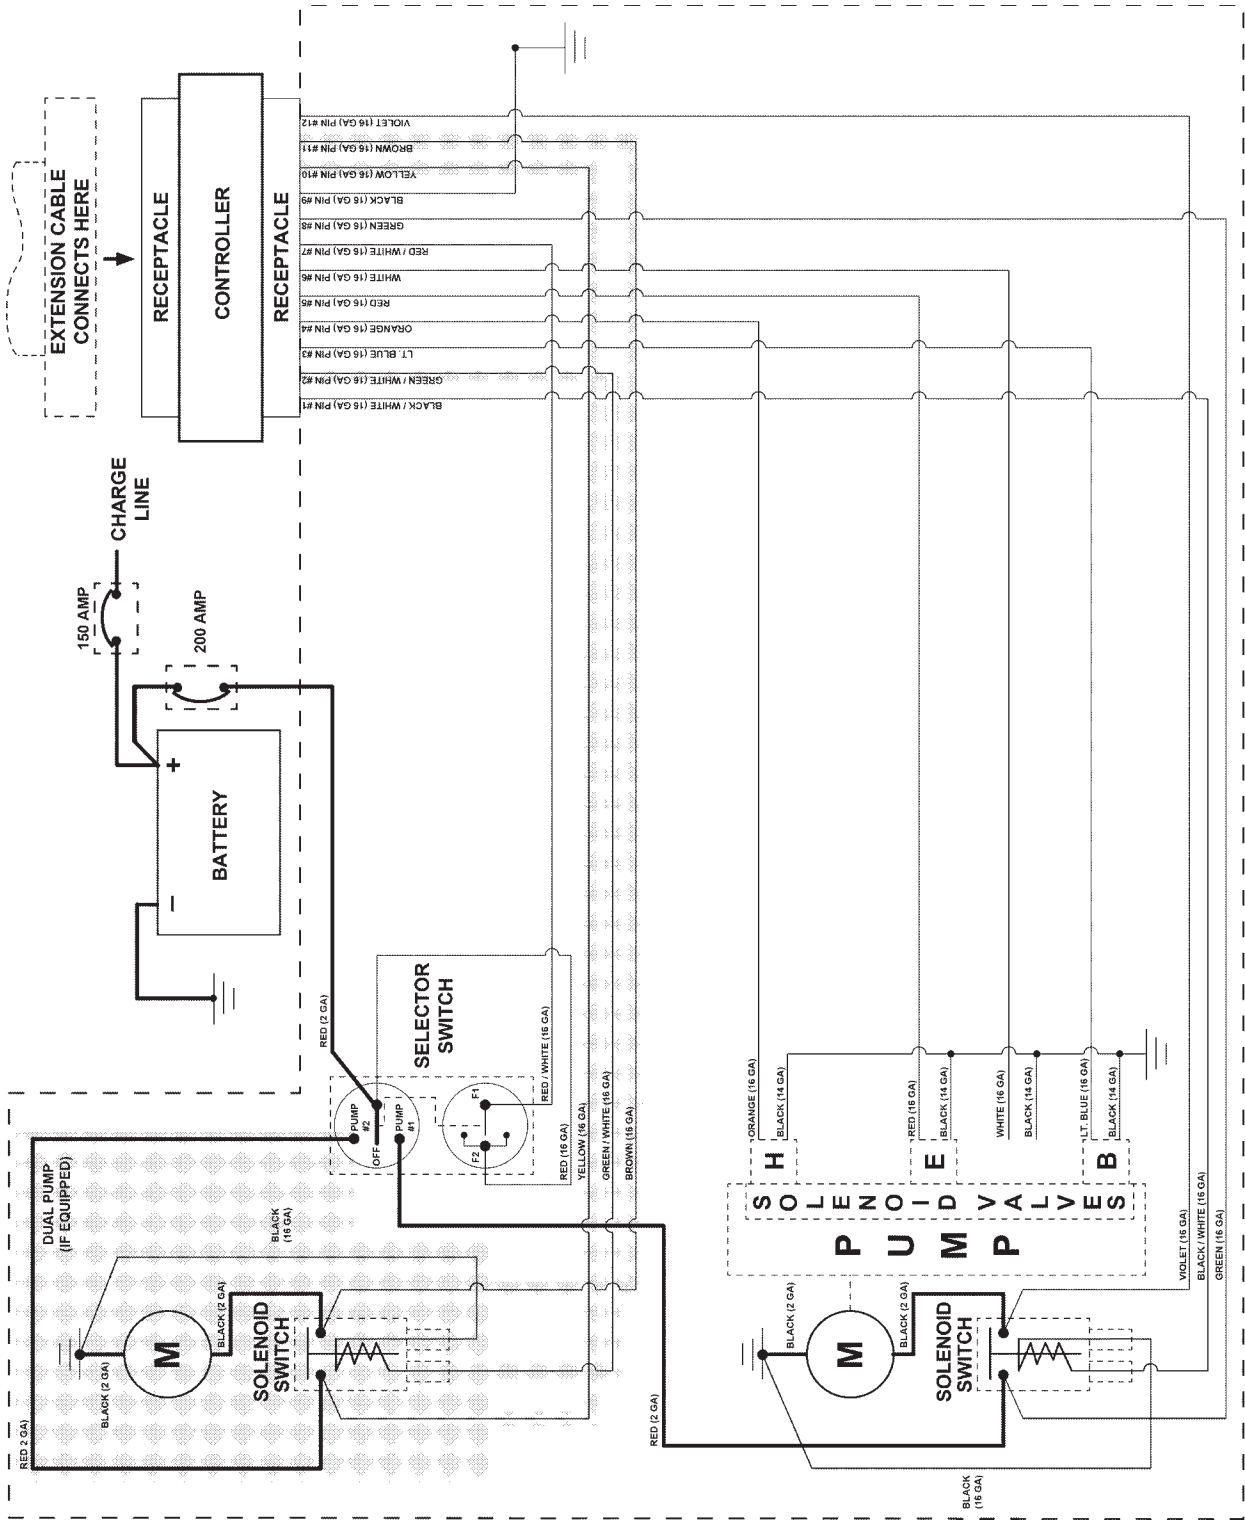 EXTENSION CABLE
CONNECTS HERE
RECEPTACLE
CONTROLLER
RECEPTACLE
VIOLET (16 GA) PIN #12
BROWN (16 GA) PIN #11
YELLOW (16 GA) PIN #10
BLACK (16 GA) PIN #9
GREEN (16 GA) PIN #8
RED / WHITE (16 GA) PIN #7
WHITE (16 GA) PIN #6
RED (16 GA) PIN #5
ORANGE (16 GA) PIN #4
LT. BLUE (16 GA) PIN #3
GREEN / WHITE (16 GA) PIN #2
BLACK / WHITE (16 GA) PIN #1
CHARGE
LINE
150 AMP
200 AMP
+
BATTERY
−
RED (2 GA)
SELECTOR
SWITCH
PUMP
#2
OFF
PUMP
#1
F1
F2
RED / WHITE (16 GA)
RED (16 GA)
YELLOW (16 GA)
GREEN / WHITE (16 GA)
BROWN (16 GA)
DUAL PUMP
(IF EQUIPPED)
BLACK
(16 GA)
BLACK (2 GA)
M
BLACK (2 GA)
SOLENOID
SWITCH
RED 2 GA)
RED (2 GA)
ORANGE (16 GA)
BLACK (14 GA)
RED (16 GA)
BLACK (14 GA)
WHITE (16 GA)
BLACK (14 GA)
LT. BLUE (16 GA)
BLACK (14 GA)
H
E
B
SOLENOID VALVES
PUMP
VIOLET (16 GA)
BLACK / WHITE (16 GA)
GREEN (16 GA)
BLACK (2 GA)
M
BLACK (2 GA)
SOLENOID
SWITCH
BLACK
(16 GA)